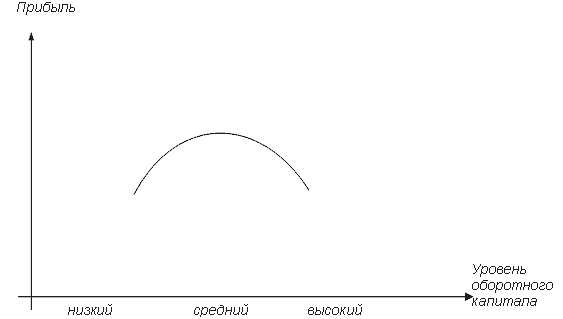 Прибыль
Уровень
оборотного
капитала
низкий
средний
высокий